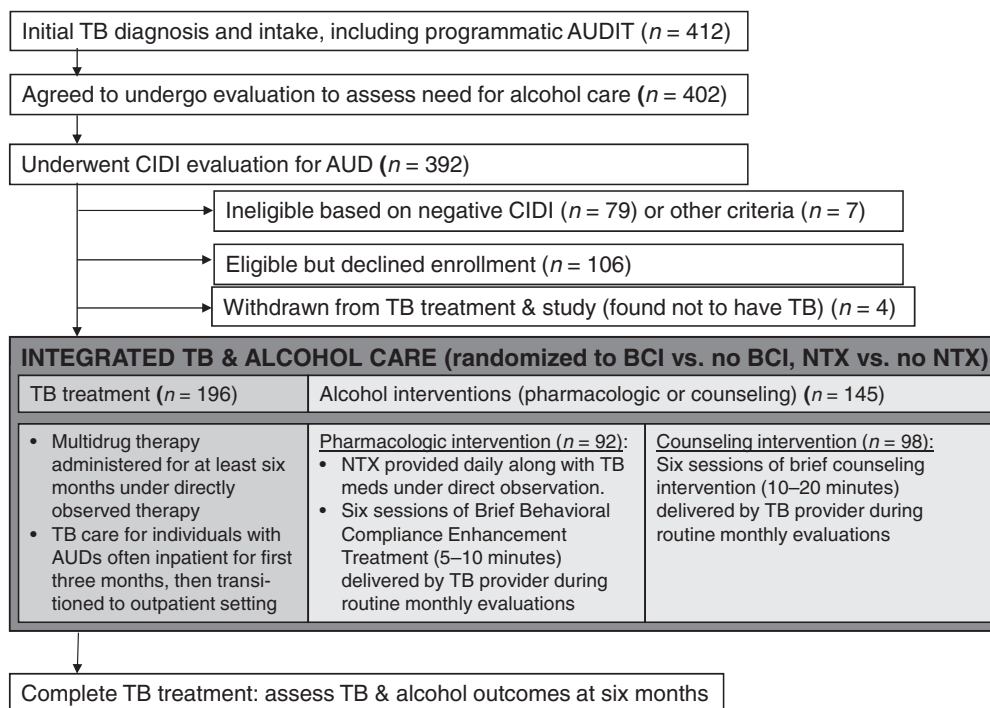 Initial TB diagnosis and intake, including programmatic AUDIT (n = 412)
Agreed to undergo evaluation to assess need for alcohol care (n = 402)
Underwent CIDI evaluation for AUD (n = 392)
Ineligible based on negative CIDI (n = 79) or other criteria (n = 7)
Eligible but declined enrollment (n = 106)
Withdrawn from TB treatment & study (found not to have TB) (n = 4)
INTEGRATED TB & ALCOHOL CARE (randomized to BCI vs. no BCI, NTX vs. no NTX)
TB treatment (n = 196)
Alcohol interventions (pharmacologic or counseling) (n = 145)
• Multidrug therapy
administered for at least six
months under directly
observed therapy
• TB care for individuals with
AUDs often inpatient for first
three months, then transi-
tioned to outpatient setting
Pharmacologic intervention (n = 92):
• NTX provided daily along with TB
meds under direct observation.
• Six sessions of Brief Behavioral
Compliance Enhancement
Treatment (5–10 minutes)
delivered by TB provider during
routine monthly evaluations
Counseling intervention (n = 98):
Six sessions of brief counseling
intervention (10–20 minutes)
delivered by TB provider during
routine monthly evaluations
Complete TB treatment: assess TB & alcohol outcomes at six months